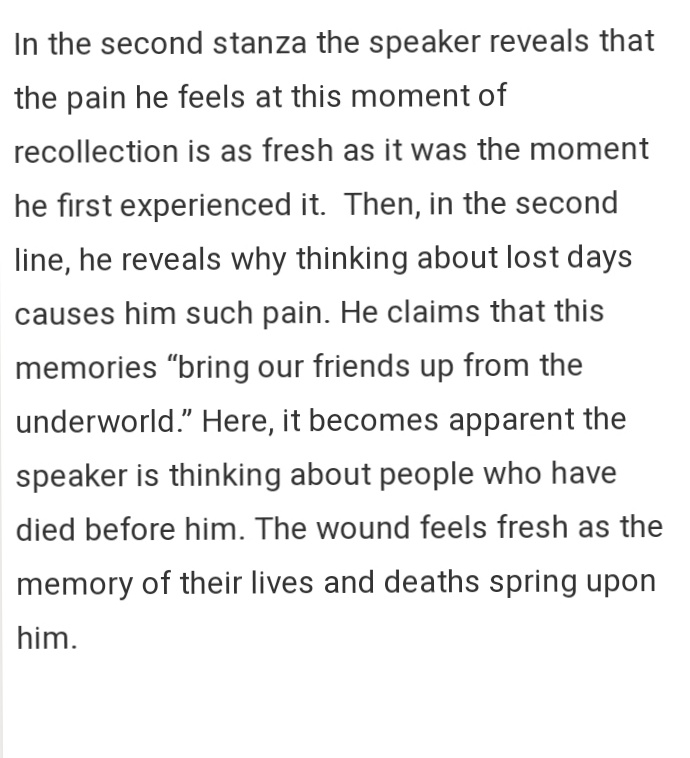 In the second stanza the speaker reveals that
the pain he feels at this moment of
recollection is as fresh as it was the moment
he first experienced it.  Then, in the second
line, he reveals why thinking about lost days
causes him such pain. He claims that this
memories “bring our friends up from the
underworld.” Here, it becomes apparent the
speaker is thinking about people who have
died before him. The wound feels fresh as the
memory of their lives and deaths spring upon
him.